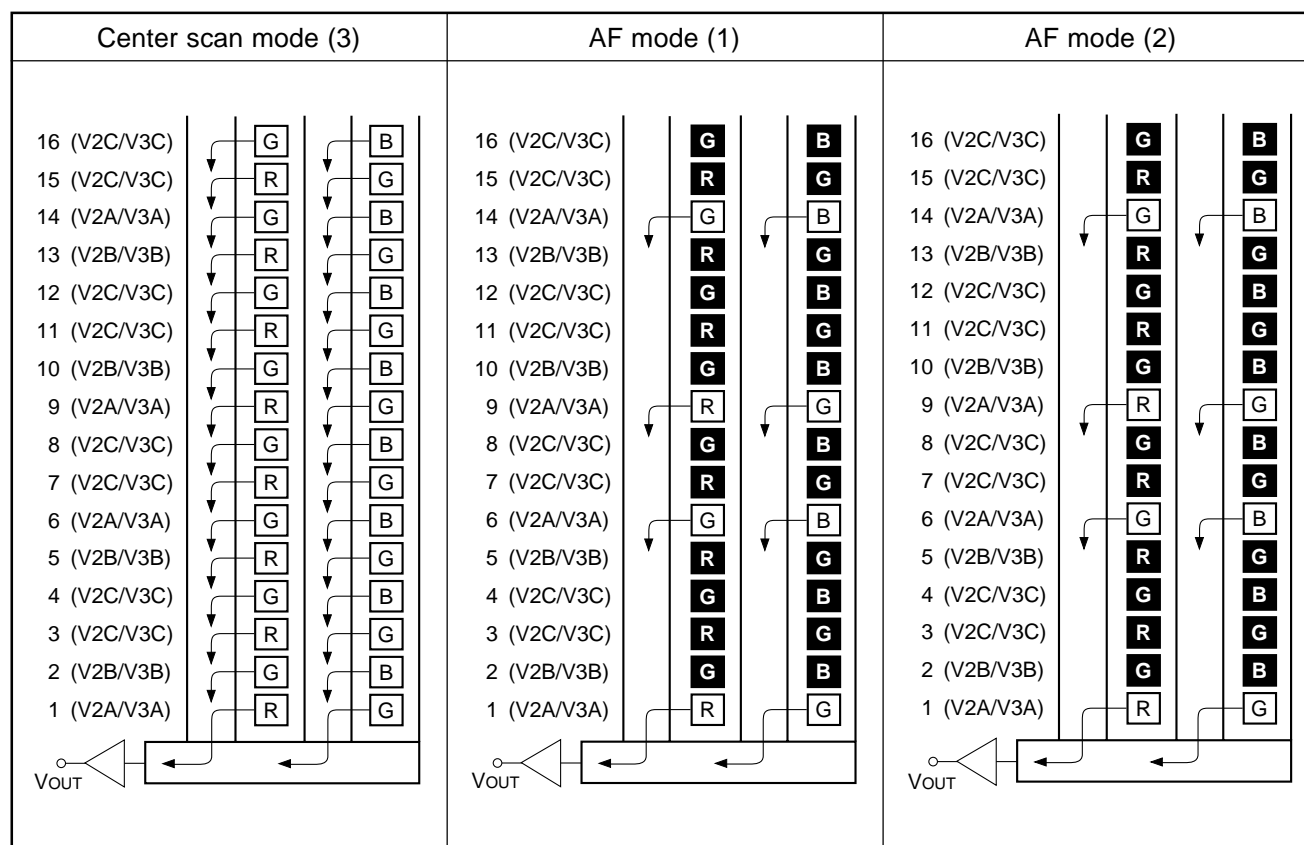 Center scan mode (3) AF mode (1) AF mode (2)
16 (V2C/V3C) G B 16 (V2C/V3C) G B 16 (V2C/V3C) G B
15 (V2C/V3C) R G 15 (V2C/V3C) R G 15 (V2C/V3C) R G
14 (V2A/V3A) G B 14 (V2A/V3A) G B 14 (V2A/V3A) G B
13 (V2B/V3B) R G 13 (V2B/V3B) R G 13 (V2B/V3B) R G
12 (V2C/V3C) G B 12 (V2C/V3C) G B 12 (V2C/V3C) G B
11 (V2C/V3C) R G 11 (V2C/V3C) R G 11 (V2C/V3C) R G
10 (V2B/V3B) G B 10 (V2B/V3B) G B 10 (V2B/V3B) G B
9 (V2A/V3A) R G 9 (V2A/V3A) R G 9 (V2A/V3A) R G
8 (V2C/V3C) G B 8 (V2C/V3C) G B 8 (V2C/V3C) G B
7 (V2C/V3C) R G 7 (V2C/V3C) R G 7 (V2C/V3C) R G
6 (V2A/V3A) G B 6 (V2A/V3A) G B 6 (V2A/V3A) G B
5 (V2B/V3B) R G 5 (V2B/V3B) R G 5 (V2B/V3B) R G
4 (V2C/V3C) G B 4 (V2C/V3C) G B 4 (V2C/V3C) G B
3 (V2C/V3C) R G 3 (V2C/V3C) R G 3 (V2C/V3C) R G
2 (V2B/V3B) G B 2 (V2B/V3B) G B 2 (V2B/V3B) G B
1 (V2A/V3A) R G 1 (V2A/V3A) R G 1 (V2A/V3A) R G
VOUT VOUT VOUT